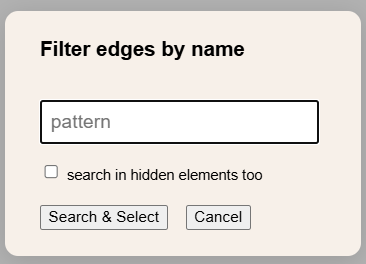 Filter edges by name
pattern
search in hidden elements too
Search & Select
Cancel